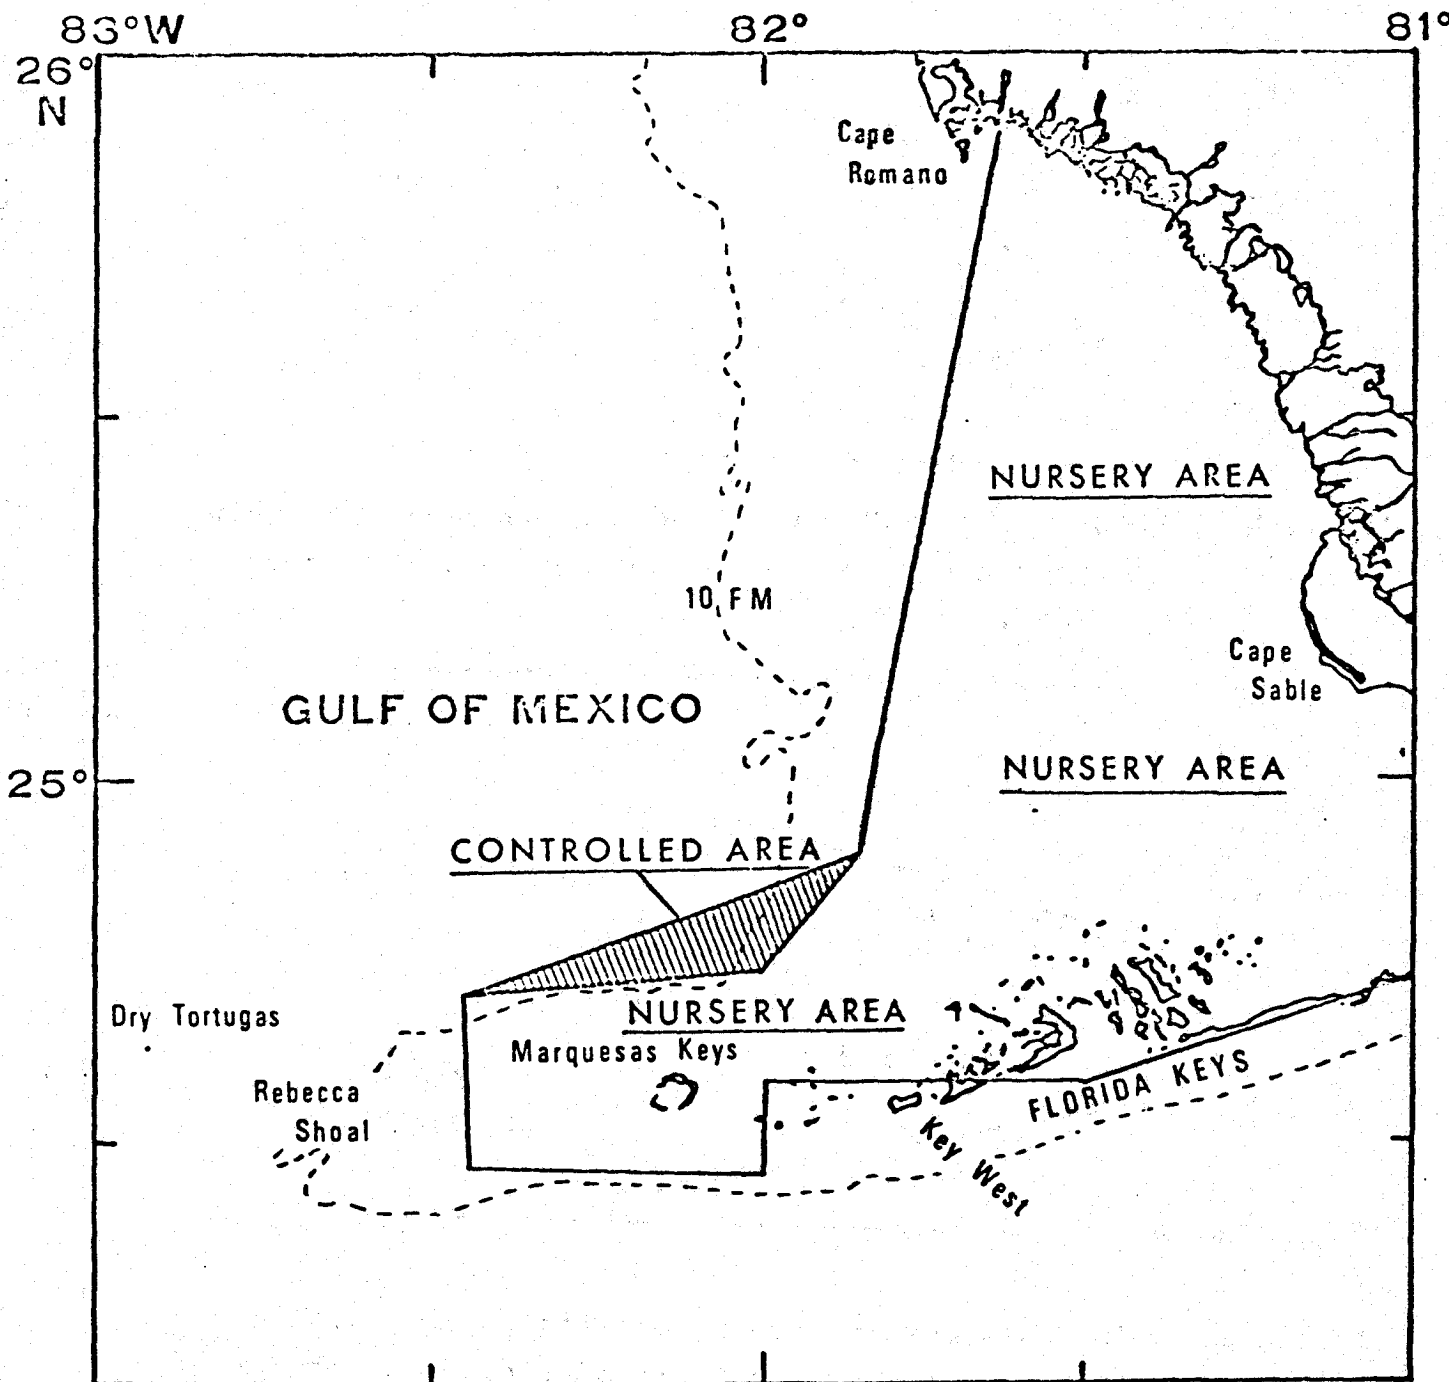 83°W
82°
81°
26°
N
Cape
Romano
NURSERY AREA
10 FM
Cape
Sable
GULF OF MEXICO
25°
NURSERY AREA
CONTROLLED AREA
Dry Tortugas
NURSERY AREA
Marquesas Keys
Rebecca
Shoal
FLORIDA KEYS
Key West